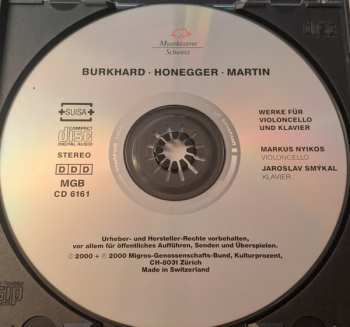 Musikszene
Schweiz
BURKHARD · HONEGGER · MARTIN
SUISA
COMPACT
disc
DIGITAL AUDIO
STEREO
DDD
MGB
CD 6161
WERKE FÜR
VIOLONCELLO
UND KLAVIER
MARKUS NYIKOS
VIOLONCELLO
JAROSLAV SMÝKAL
KLAVIER
Urheber- und Hersteller-Rechte vorbehalten,
vor allem für öffentliches Aufführen, Senden und Überspielen.
Ⓒ 2000 + Ⓟ 2000 Migros-Genossenschafts-Bund, Kulturprozent,
CH-8031 Zürich
Made in Switzerland